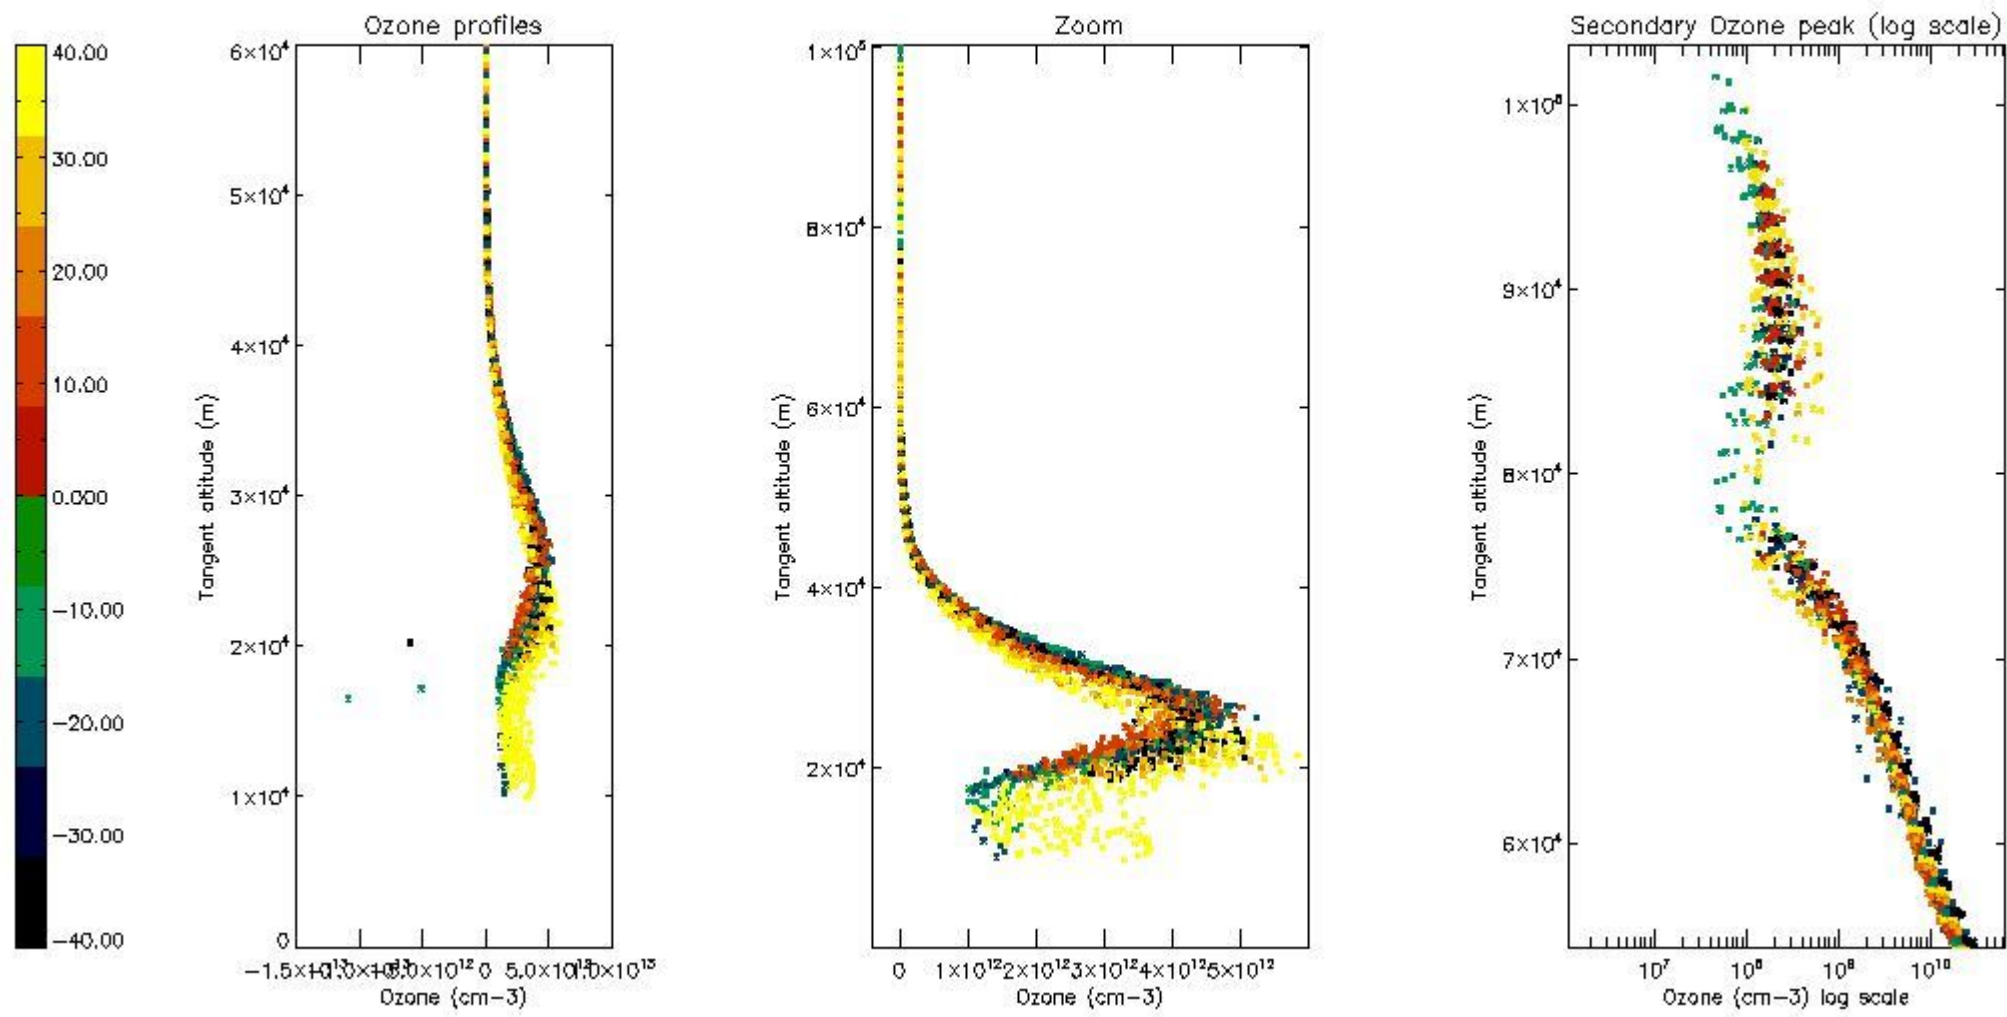 Ozone profiles
Zoom
Secondary Ozone peak (log scale)
40.00
30.00
20.00
10.00
0.000
−10.00
−20.00
−30.00
−40.00
6×10⁴
5×10⁴
4×10⁴
3×10⁴
2×10⁴
1×10⁴
0
Tangent altitude (m)
0
Ozone (cm−3)
1×10⁵
8×10⁴
6×10⁴
4×10⁴
2×10⁴
Tangent altitude (m)
0 1×10¹² 2×10¹² 3×10¹² 4×10¹² 5×10¹²
Ozone (cm−3)
9×10⁴
8×10⁴
7×10⁴
6×10⁴
Tangent altitude (m)
10⁷ 10⁸ 10⁹ 10¹⁰
Ozone (cm−3) log scale